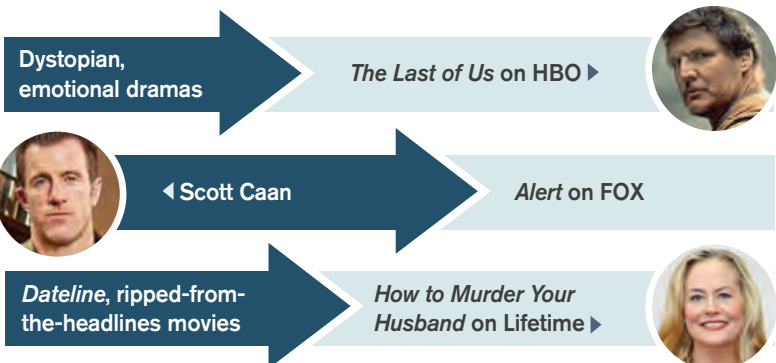 Dystopian,
emotional dramas
The Last of Us on HBO
Scott Caan
Alert on FOX
Dateline, ripped-from-
the-headlines movies
How to Murder Your
Husband on Lifetime